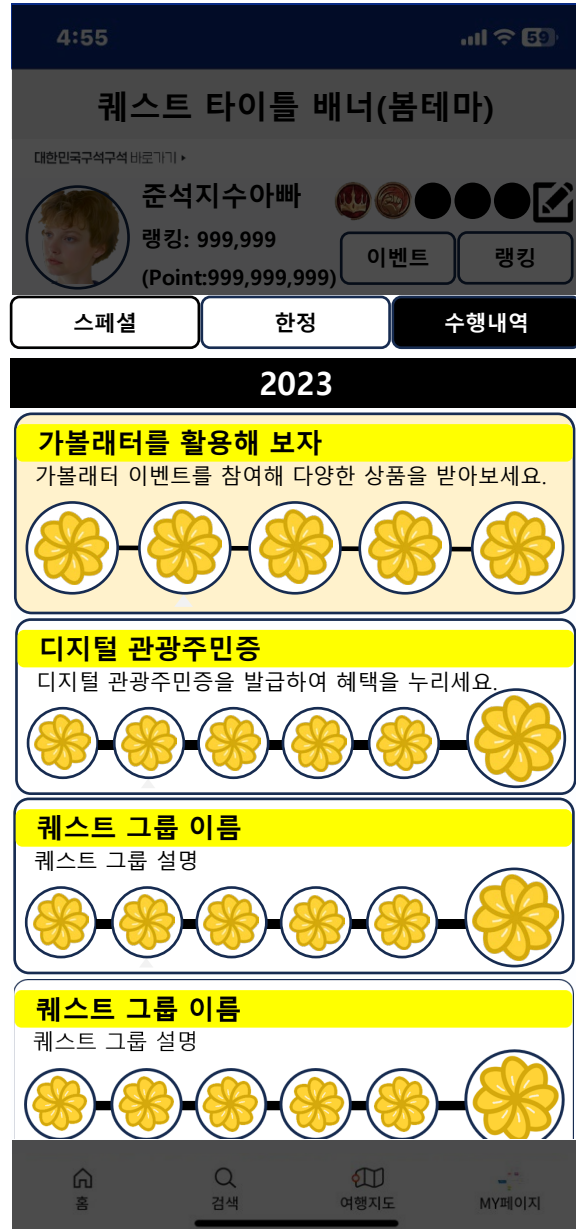 4:55
59
퀘스트 타이틀 배너(봄테마)
대한민국구석구석 바로가기
준석지수아빠
랭킹: 999,999
(Point:999,999,999)
이벤트
랭킹
스페셜
한정
수행내역
2023
가볼래터를 활용해 보자
가볼래터 이벤트를 참여해 다양한 상품을 받아보세요.
디지털 관광주민증
디지털 관광주민증을 발급하여 혜택을 누리세요.
퀘스트 그룹 이름
퀘스트 그룹 설명
퀘스트 그룹 이름
퀘스트 그룹 설명
홈
검색
여행지도
MY페이지